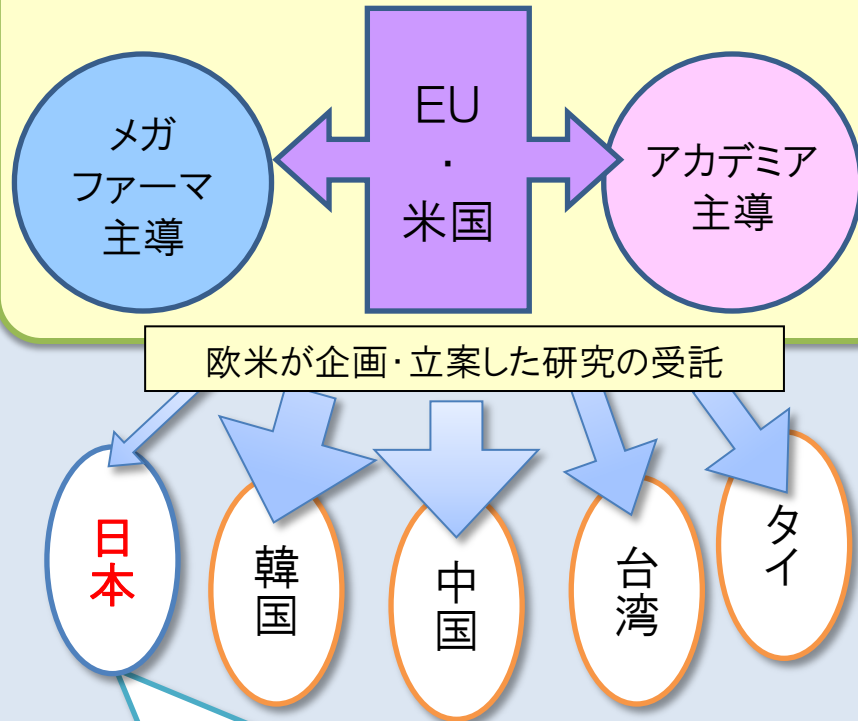 メガ
ファーマ
主導
EU
・
米国
アカデミア
主導
欧米が企画・立案した研究の受託
日本
韓国
中国
台湾
タイ